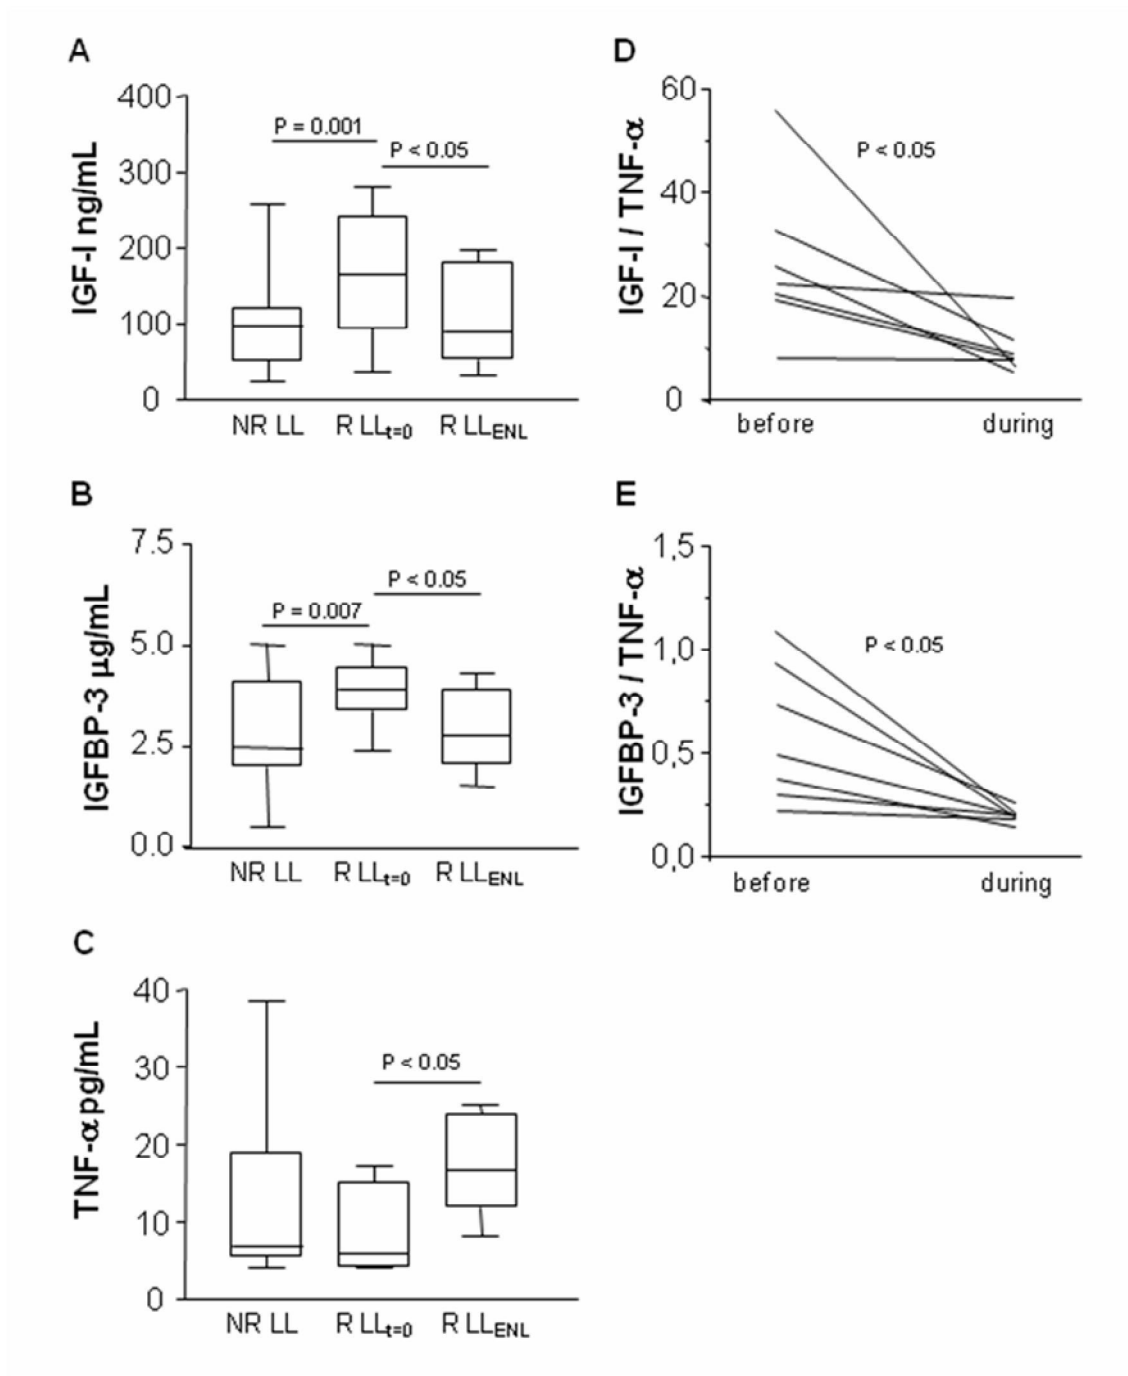 A
IGF-I ng/mL
400
300
200
100
0
P = 0.001
P < 0.05
NR LL
R LLt=0
R LLENL
D
IGF-I / TNF-α
60
40
20
0
P < 0.05
before
during
B
IGFBP-3 µg/mL
7.5
5.0
2.5
0.0
P = 0.007
P < 0.05
NR LL
R LLt=0
R LLENL
E
IGFBP-3 / TNF-α
1,5
1,0
0,5
0,0
P < 0.05
before
during
C
TNF-α pg/mL
40
30
20
10
0
P < 0.05
NR LL
R LLt=0
R LLENL